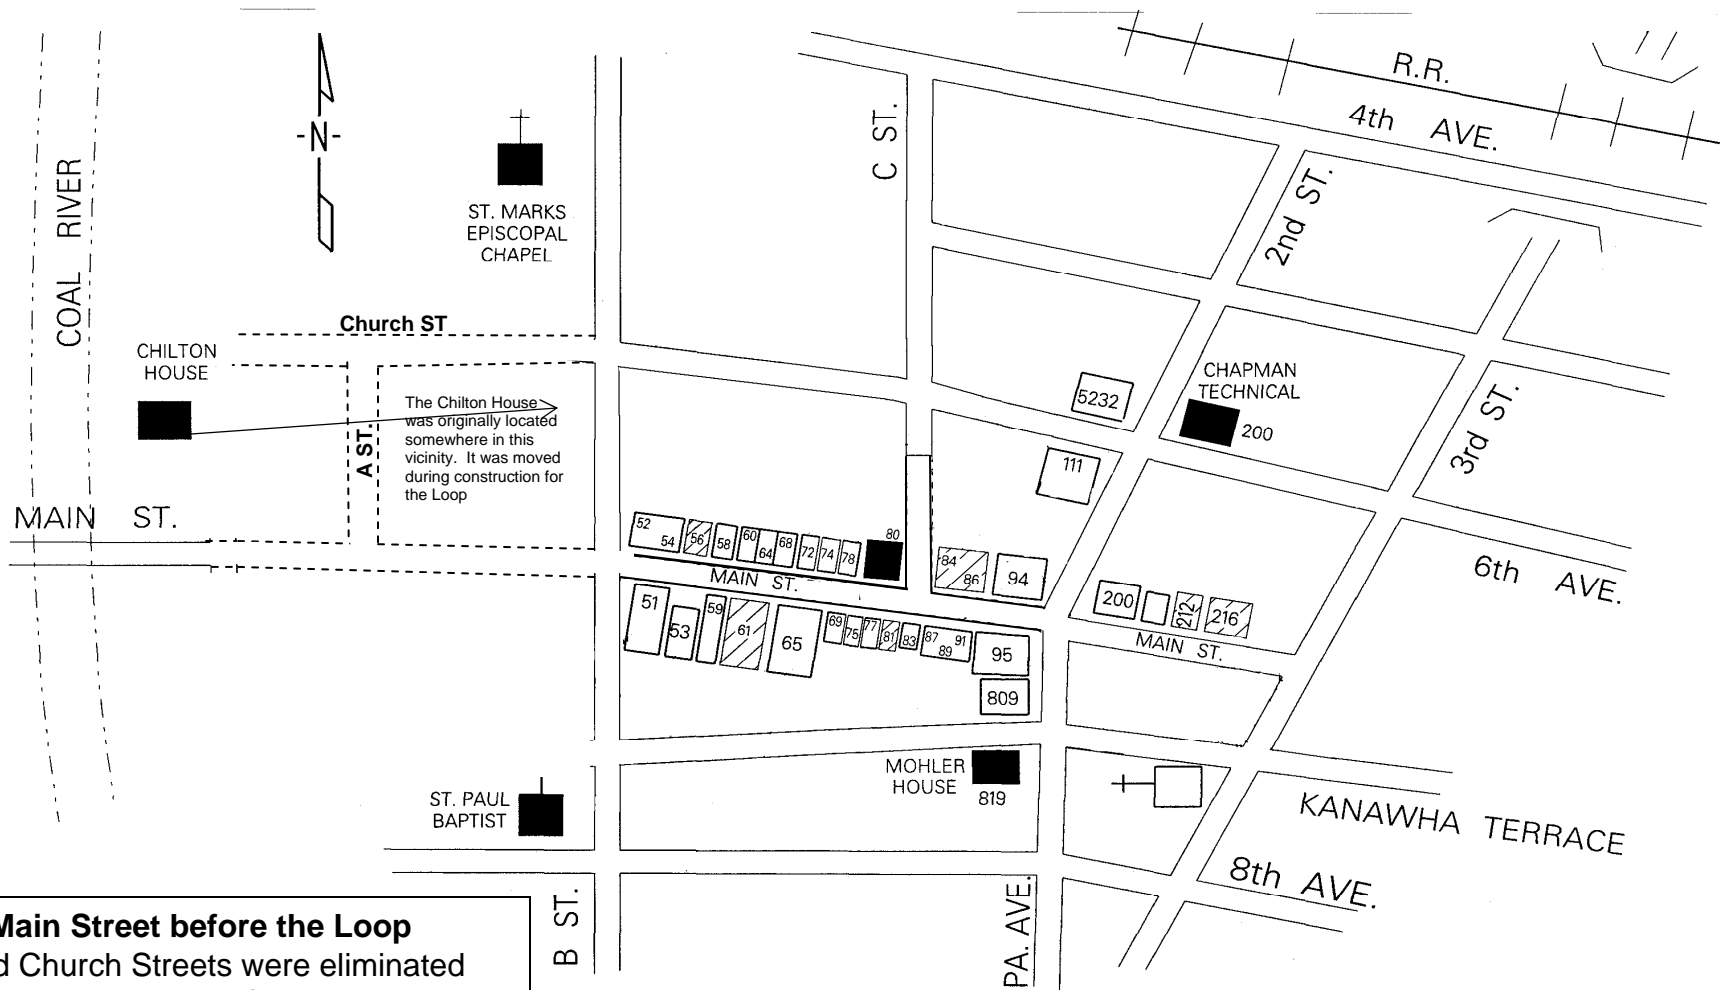 R.R.
4th AVE.
C ST.
2nd ST.
-N-
COAL RIVER
ST. MARKS
EPISCOPAL
CHAPEL
Church ST
CHILTON
HOUSE
A ST.
The Chilton House
was originally located
somewhere in this
vicinity. It was moved
during construction for
the Loop
5232
CHAPMAN
TECHNICAL
200
3rd ST.
111
MAIN ST.
52
54
56
58
60
64
68
72
74
78
80
84
86
94
MAIN ST.
6th AVE.
200
212
216
MAIN ST.
51
53
59
61
65
69
75
77
81
83
87
89
91
95
809
MOHLER
HOUSE
819
ST. PAUL
BAPTIST
KANAWHA TERRACE
8th AVE.
B ST.
PA. AVE.
Main Street before the Loop
Church Streets were eliminated